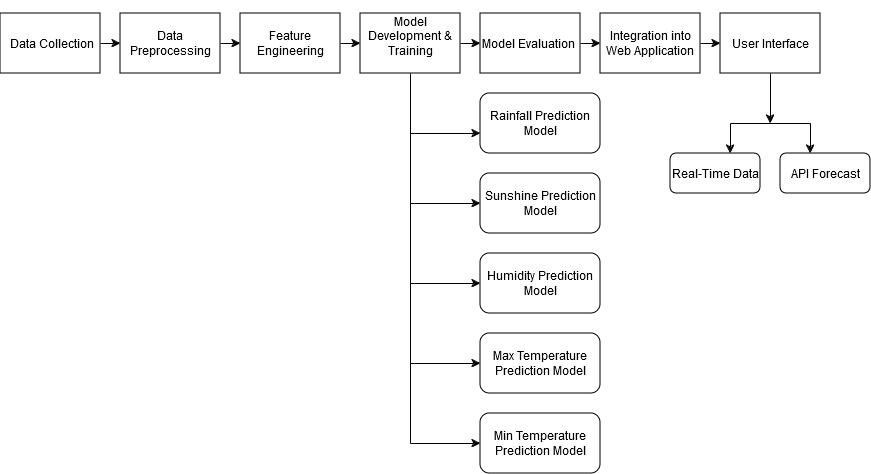 Data Collection
Data
Preprocessing
Feature
Engineering
Model
Development &
Training
Model Evaluation
Integration into
Web Application
User Interface
Rainfall Prediction
Model
Sunshine Prediction
Model
Humidity Prediction
Model
Max Temperature
Prediction Model
Min Temperature
Prediction Model
Real-Time Data
API Forecast